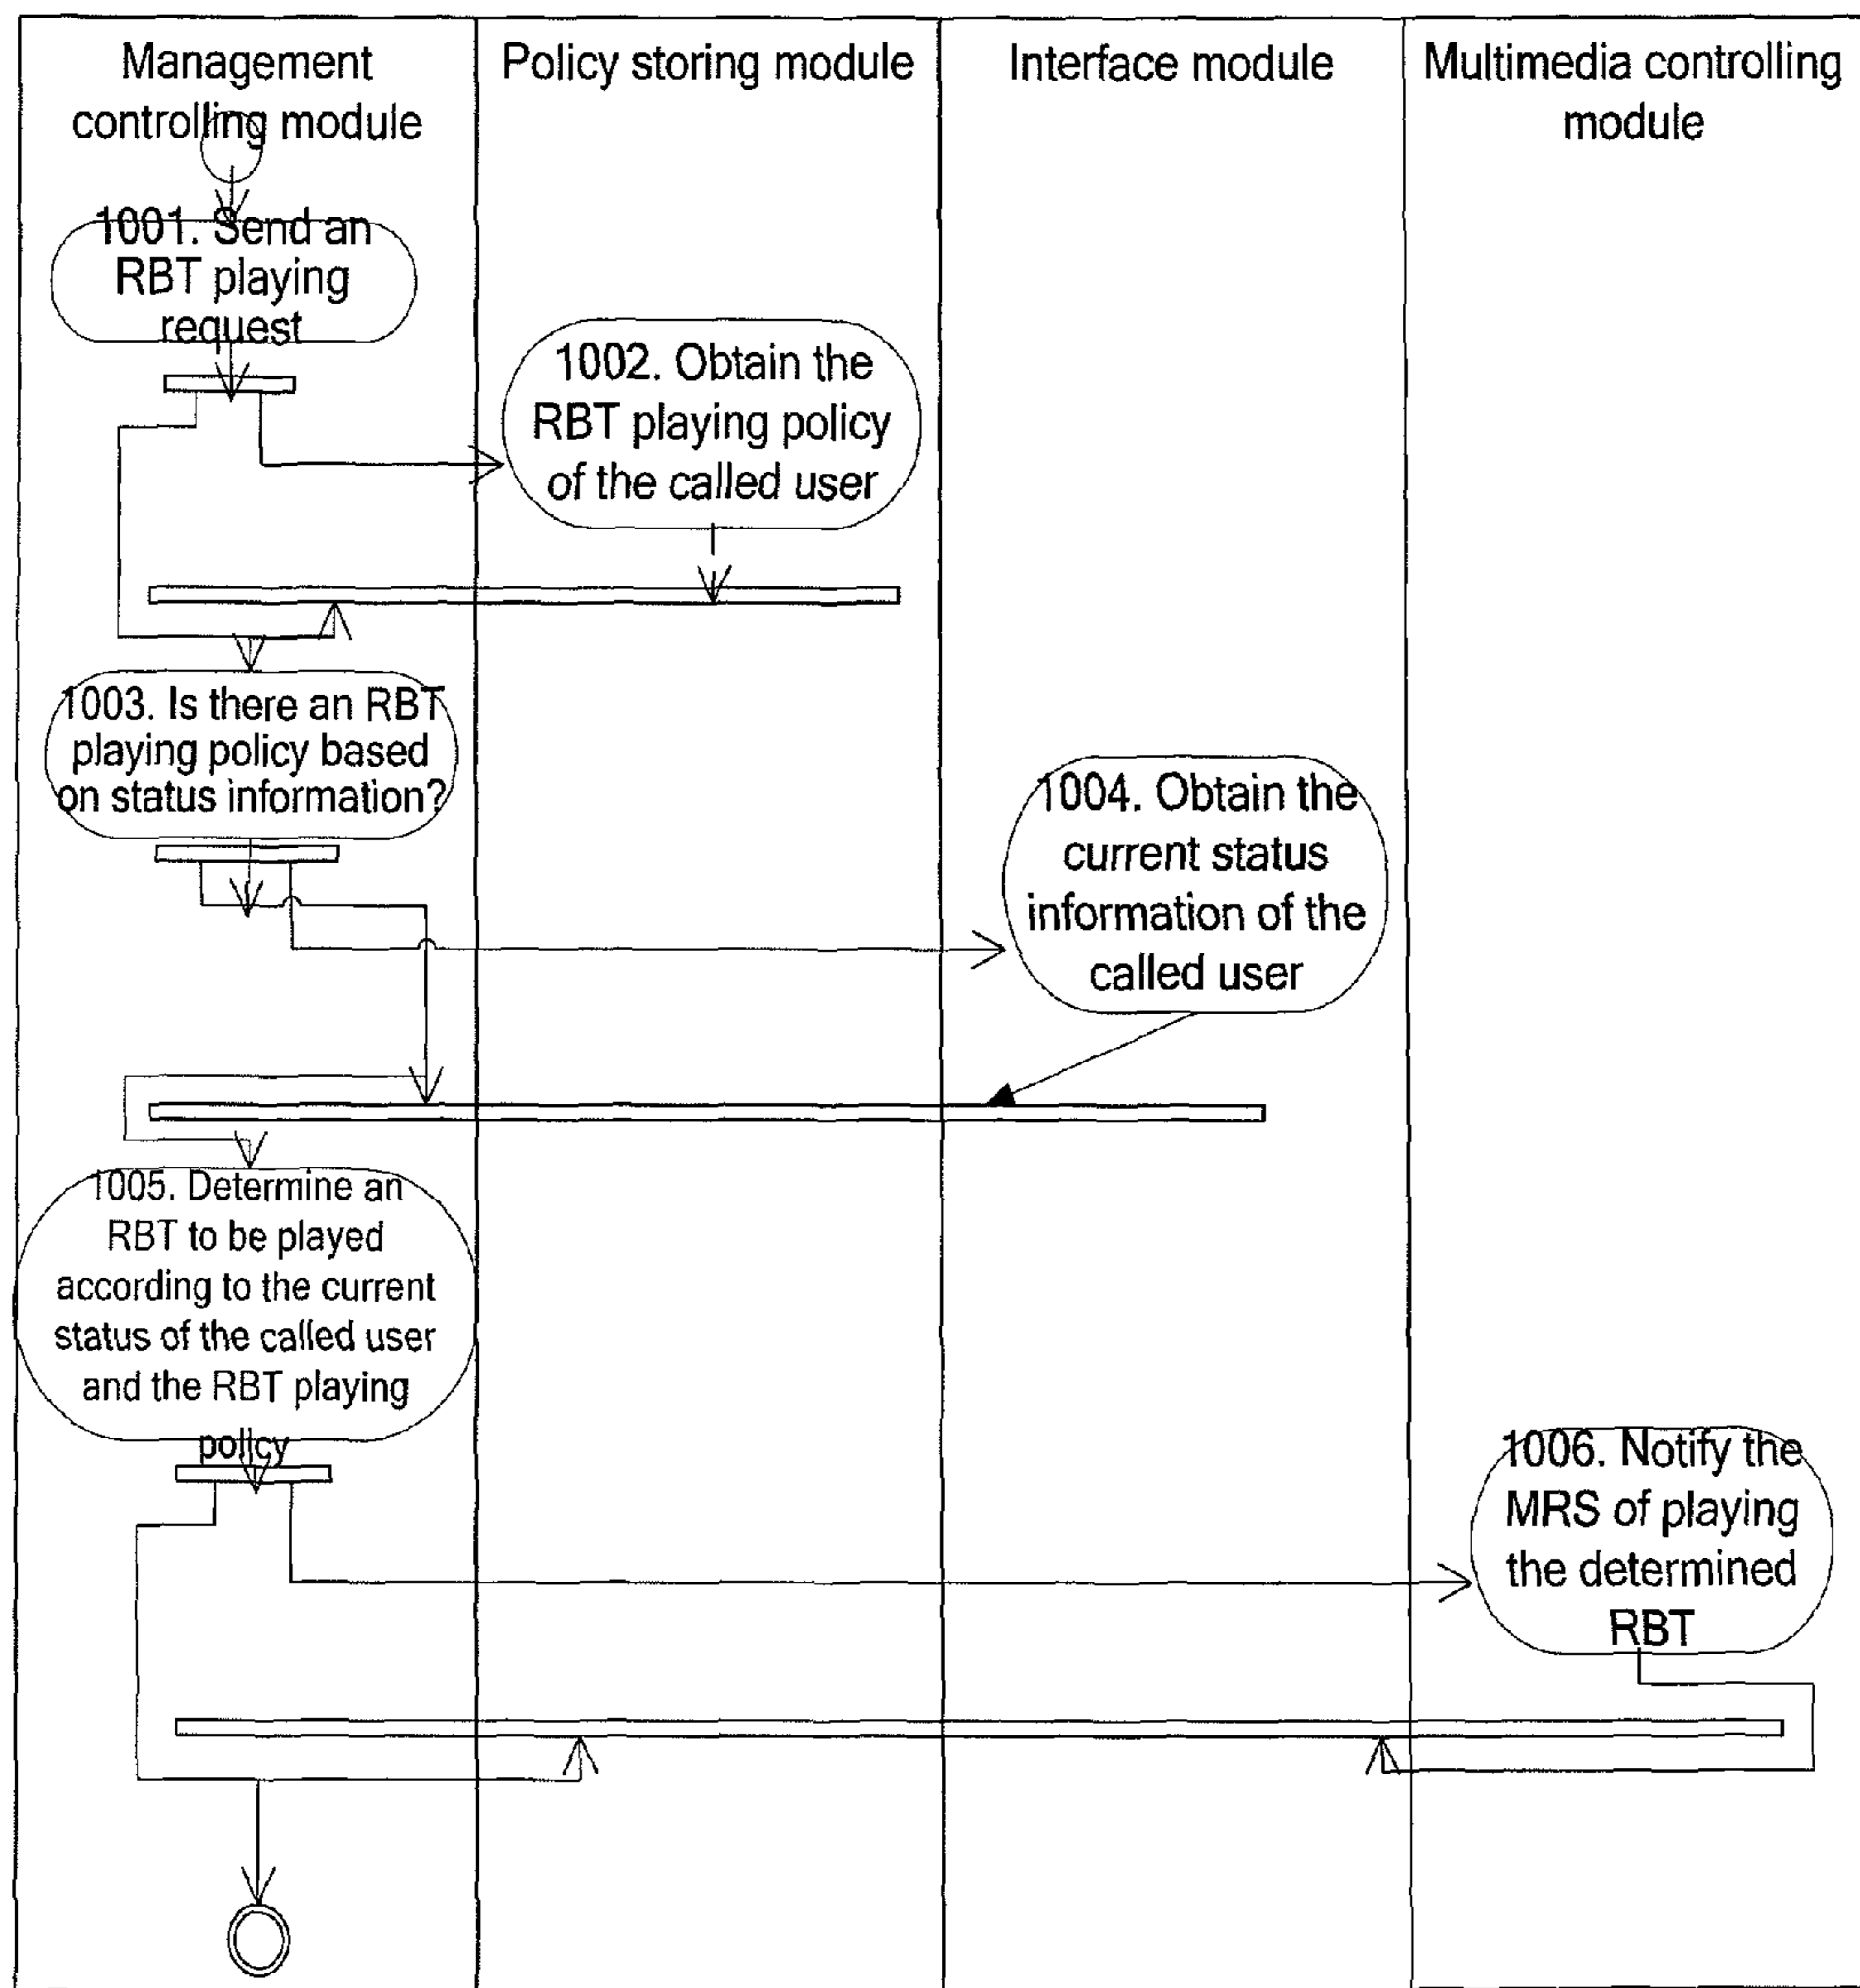 Management
controlling module
Policy storing module
Interface module
Multimedia controlling
module
1001. Send an
RBT playing
request
1002. Obtain the
RBT playing policy
of the called user
1003. Is there an RBT
playing policy based
on status information?
1004. Obtain the
current status
information of the
called user
1005. Determine an
RBT to be played
according to the current
status of the called user
and the RBT playing
policy
1006. Notify the
MRS of playing
the determined
RBT